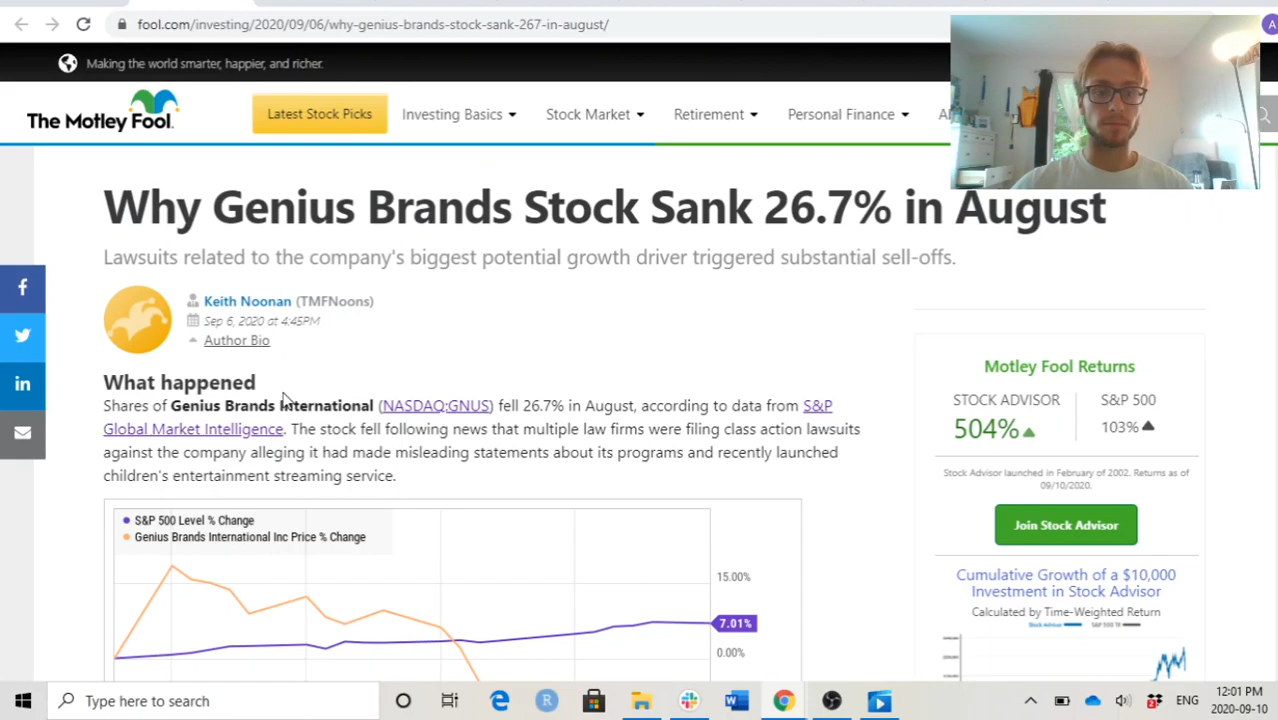 fool.com/investing/2020/09/06/why-genius-brands-stock-sank-267-in-august/
A
Making the world smarter, happier, and richer.
The Motley Fool.
Latest Stock Picks
Investing Basics
Stock Market
Retirement
Personal Finance
Why Genius Brands Stock Sank 26.7% in August
Lawsuits related to the company's biggest potential growth driver triggered substantial sell-offs.
Keith Noonan (TMFNoons)
Sep 6, 2020 at 4:45PM
Author Bio
What happened
Shares of Genius Brands International (NASDAQ:GNUS) fell 26.7% in August, according to data from S&P
Global Market Intelligence. The stock fell following news that multiple law firms were filing class action lawsuits
against the company alleging it had made misleading statements about its programs and recently launched
children's entertainment streaming service.
S&P 500 Level % Change
Genius Brands International Inc Price % Change
15.00%
7.01%
0.00%
Motley Fool Returns
STOCK ADVISOR S&P 500
504% 103%
Stock Advisor launched in February of 2002. Returns as of
09/10/2020.
Join Stock Advisor
Cumulative Growth of a $10,000
Investment in Stock Advisor
Calculated by Time-Weighted Return
Stock Advisor S&P 500
Type here to search
ENG
12:01 PM
2020-09-10